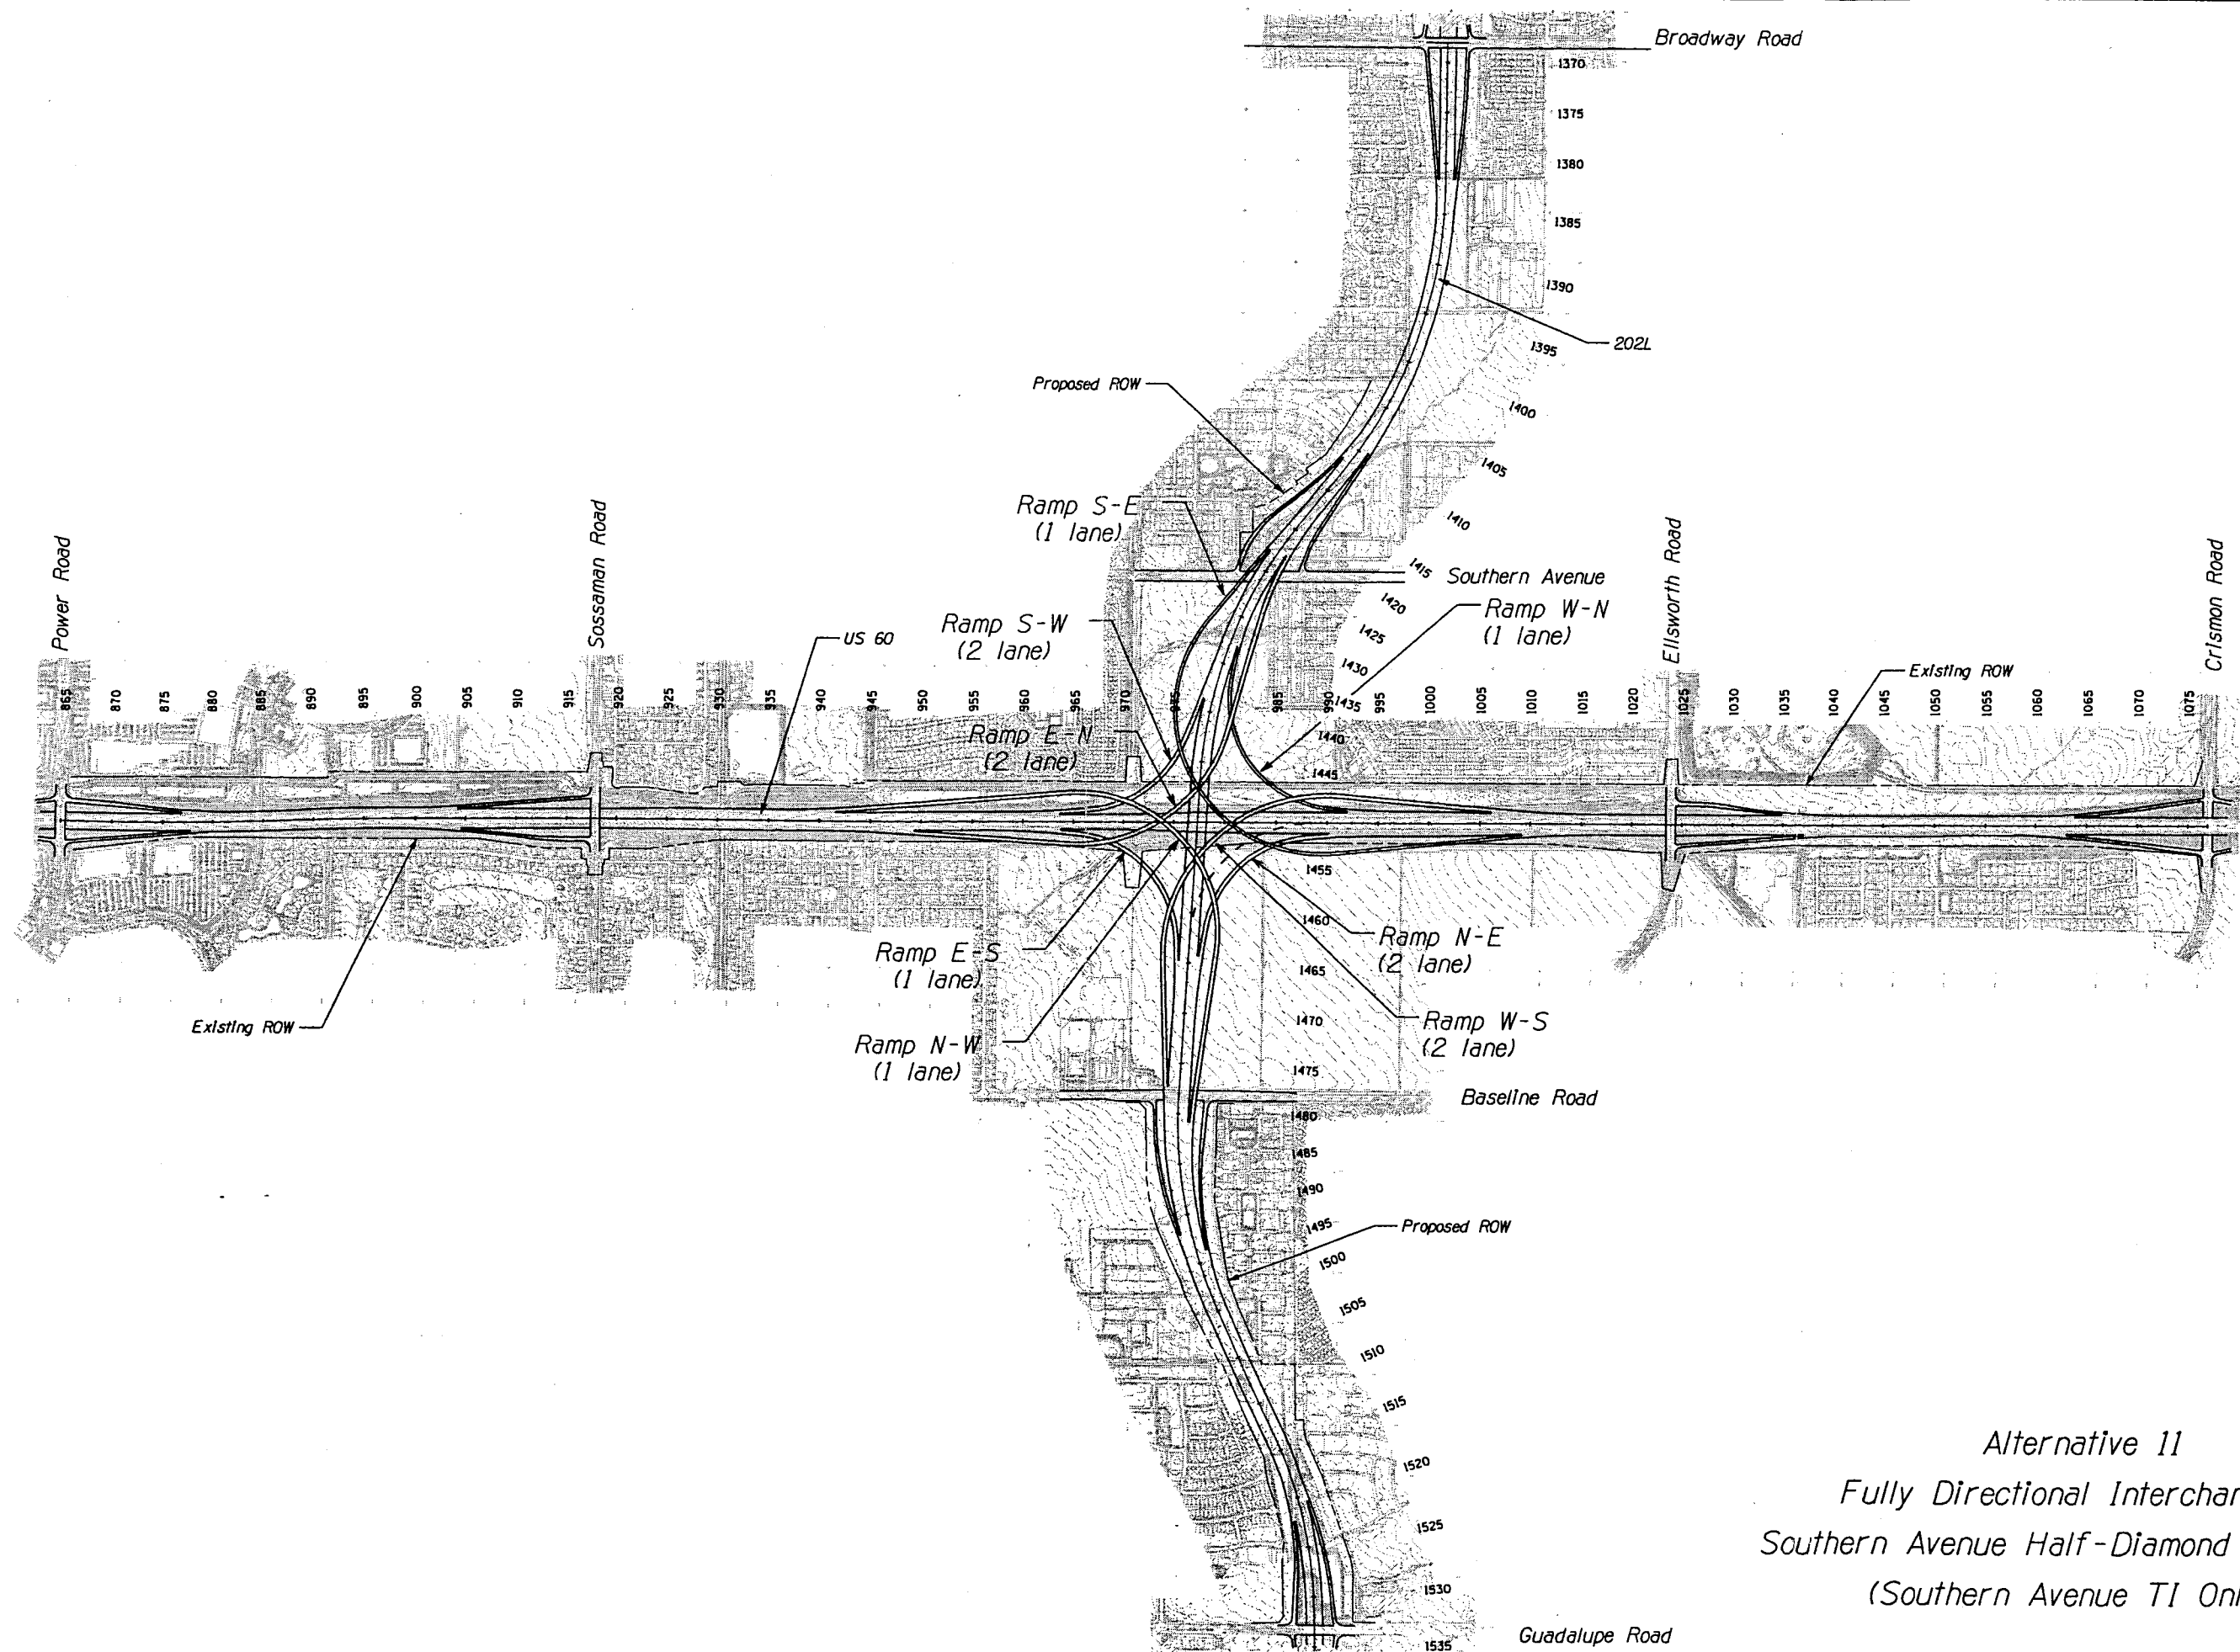 Broadway Road
1370
1375
1380
1385
1390
1395
202L
Proposed ROW
1400
1405
1410
1415
Southern Avenue
1420
1425
1430
1435
1440
1445
Ramp S-E
(1 lane)
Ramp S-W
(2 lane)
Ramp W-N
(1 lane)
US 60
Ramp E-N
(2 lane)
Power Road
Sossaman Road
Ellsworth Road
Crismon Road
Existing ROW
865
870
875
880
885
890
895
900
905
910
915
920
925
930
935
940
945
950
955
960
965
970
975
985
990
995
1000
1005
1010
1015
1020
1025
1030
1035
1040
1045
1050
1055
1060
1065
1070
1075
1455
1460
1465
1470
1475
Ramp E-S
(1 lane)
Ramp N-E
(2 lane)
Existing ROW
Ramp N-W
(1 lane)
Ramp W-S
(2 lane)
Baseline Road
1480
1485
1490
1495
Proposed ROW
1500
1505
1510
1515
1520
1525
1530
1535
Guadalupe Road
Alternative 11
Fully Directional Interchan
Southern Avenue Half-Diamond
(Southern Avenue TI Onl